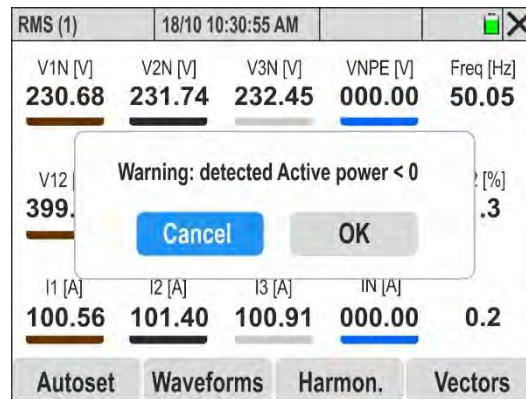 RMS (1) 18/10 10:30:55 AM
V1N [V] V2N [V] V3N [V] VNPE [V] Freq [Hz]
230.68 231.74 232.45 000.00 50.05
Warning: detected Active power < 0
V12 [%]
399. .3
Cancel OK
I1 [A] I2 [A] I3 [A] IN [A]
100.56 101.40 100.91 000.00 0.2
Autoset Waveforms Harmon. Vectors